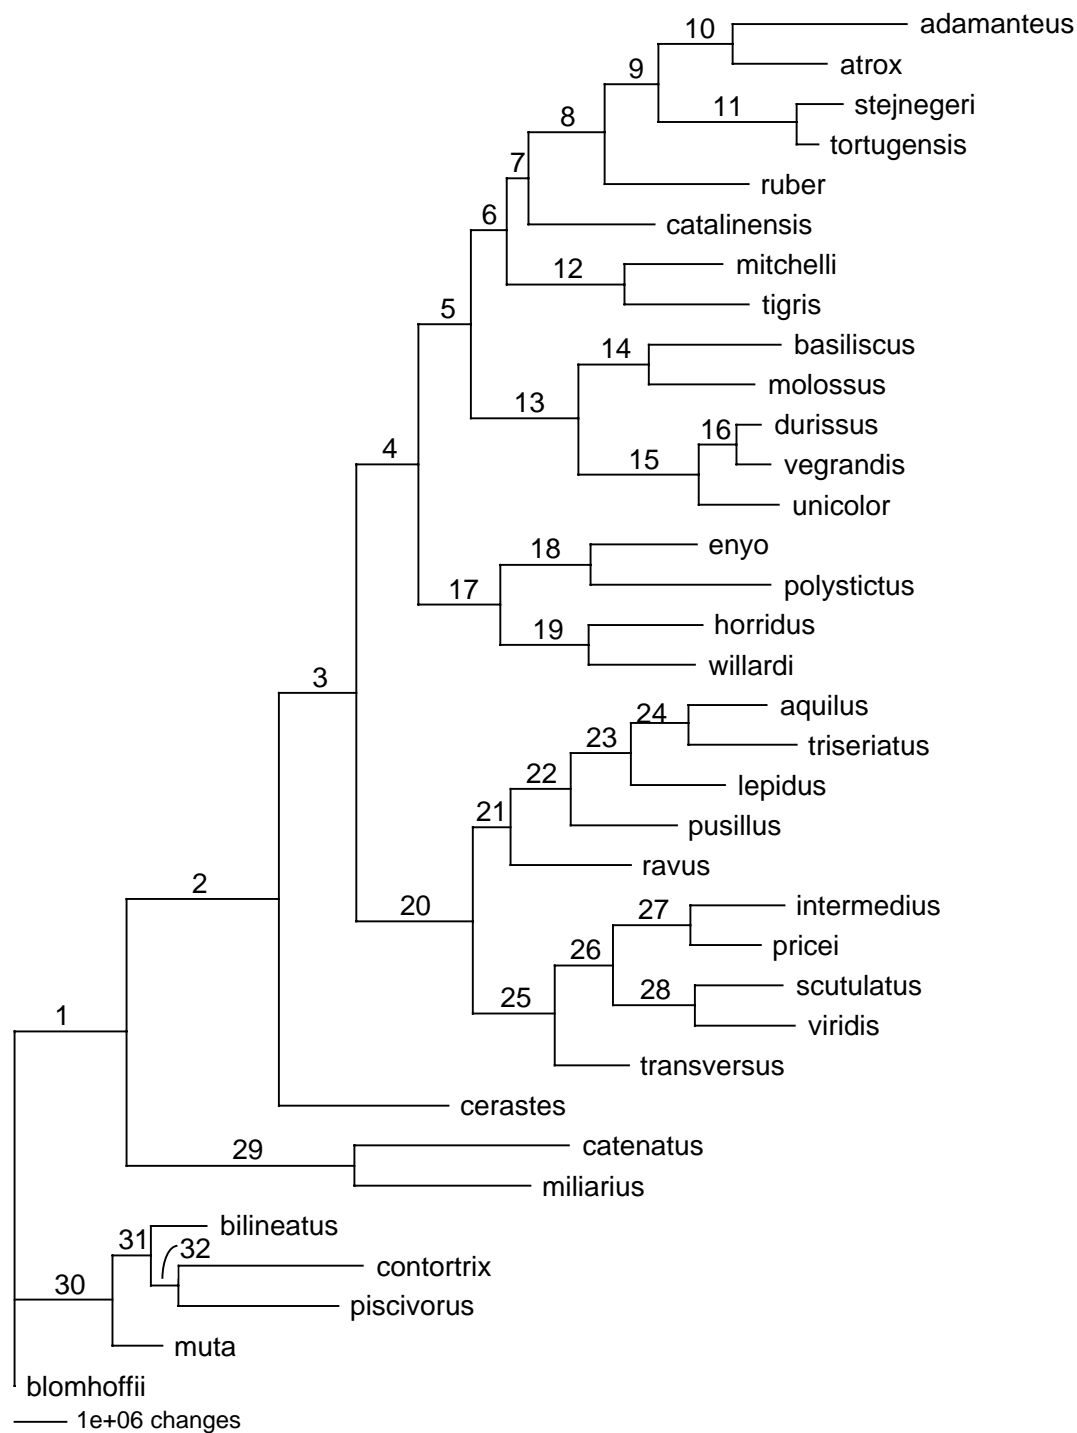 10
adamanteus
9
atrox
11
stejnegeri
8
tortugensis
7
ruber
6
catalinensis
12
mitchelli
5
tigris
14
basiliscus
13
molossus
16
durissus
4
15
vegrandis
unicolor
18
enyo
17
polystictus
19
horridus
3
willardi
24
aquilus
23
triseriatus
22
lepidus
21
pusillus
2
ravus
20
27
intermedius
26
pricei
25
28
scutulatus
1
viridis
transversus
cerastes
29
catenatus
miliarius
31
bilineatus
32
30
contortrix
piscivorus
muta
blomhoffii
1e+06 changes